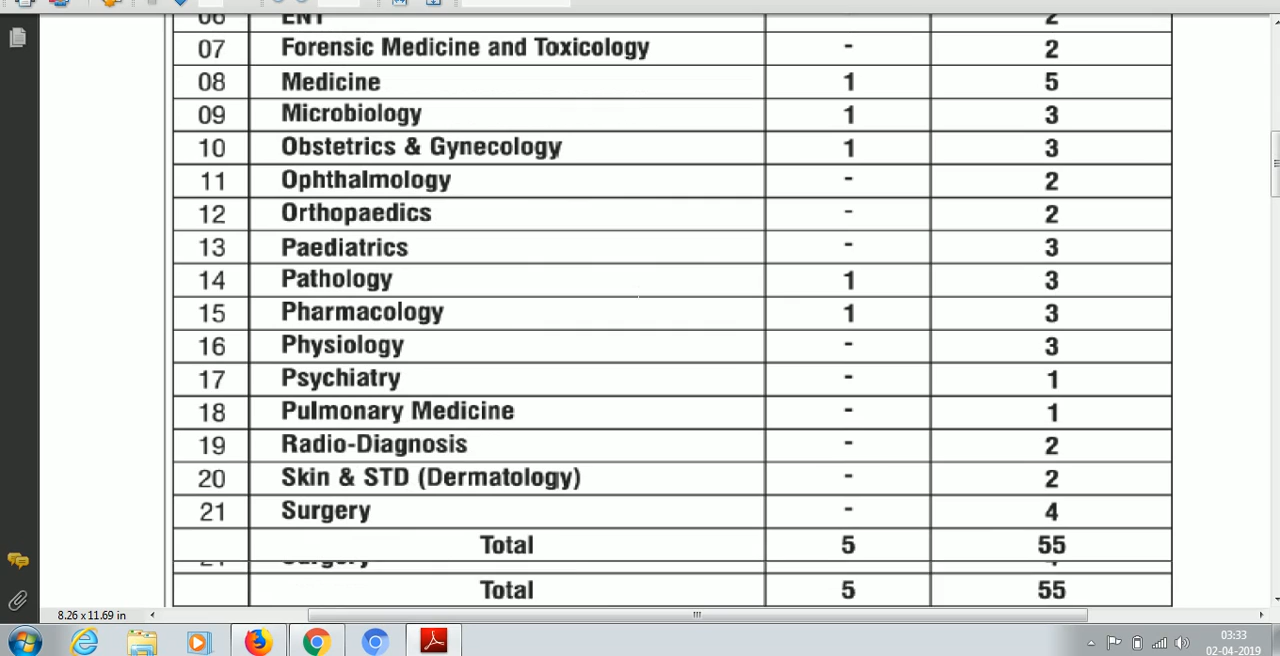 06 ENT 2
07 Forensic Medicine and Toxicology - 2
08 Medicine 1 5
09 Microbiology 1 3
10 Obstetrics & Gynecology 1 3
11 Ophthalmology - 2
12 Orthopaedics - 2
13 Paediatrics - 3
14 Pathology 1 3
15 Pharmacology 1 3
16 Physiology - 3
17 Psychiatry - 1
18 Pulmonary Medicine - 1
19 Radio-Diagnosis - 2
20 Skin & STD (Dermatology) - 2
21 Surgery - 4
Total 5 55
21 Surgery 4
Total 5 55
8.26 x 11.69 in
03:33
02-04-2019